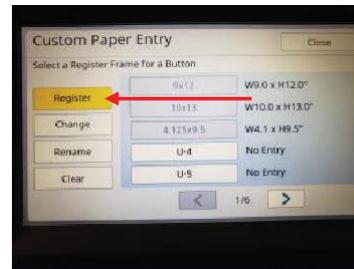 Custom Paper Entry
Close
Select a Register Frame for a Button
Register
9x12
W9.0 x H12.0"
10x13
W10.0 x H13.0"
Change
4.125x9.5
W4.1 x H9.5"
Rename
U-4
No Entry
Clear
U-5
No Entry
<
1/6
>